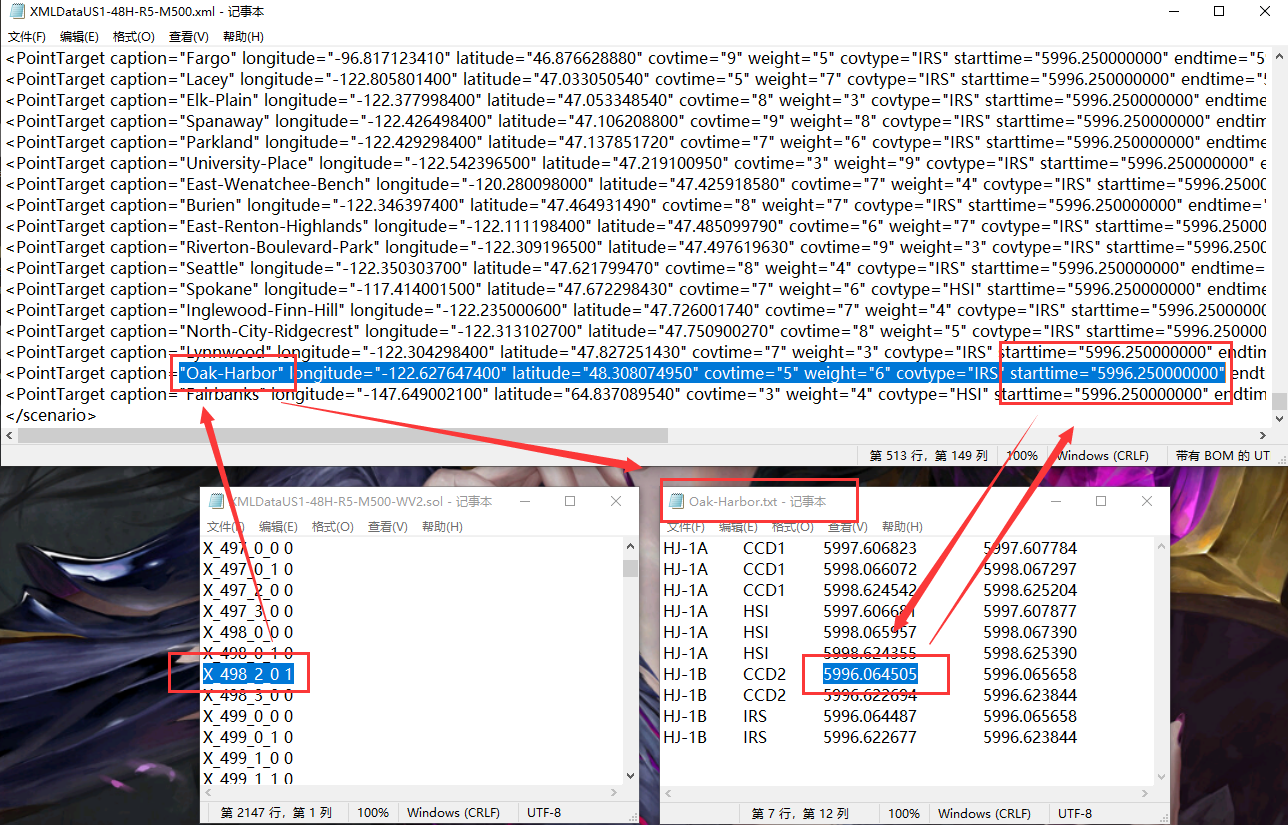 XMLDataUS1-48H-R5-M500.xml - 记事本
文件(F) 编辑(E) 格式(O) 查看(V) 帮助(H)
<PointTarget caption="Fargo" longitude="-96.817123410" latitude="46.876628880" covtime="9" weight="5" covtype="IRS" starttime="5996.250000000" endtime="5
<PointTarget caption="Lacey" longitude="-122.805801400" latitude="47.033050540" covtime="5" weight="7" covtype="IRS" starttime="5996.250000000" endtime="5
<PointTarget caption="Elk-Plain" longitude="-122.377998400" latitude="47.053348540" covtime="8" weight="3" covtype="IRS" starttime="5996.250000000" endtime
<PointTarget caption="Spanaway" longitude="-122.426498400" latitude="47.106208800" covtime="9" weight="8" covtype="IRS" starttime="5996.250000000" endtim
<PointTarget caption="Parkland" longitude="-122.429298400" latitude="47.137851720" covtime="7" weight="6" covtype="IRS" starttime="5996.250000000" endtime
<PointTarget caption="University-Place" longitude="-122.542396500" latitude="47.219100950" covtime="3" weight="9" covtype="IRS" starttime="5996.250000000" e
<PointTarget caption="East-Wenatchee-Bench" longitude="-120.280098000" latitude="47.425918580" covtime="7" weight="4" covtype="IRS" starttime="5996.25000
<PointTarget caption="Burien" longitude="-122.346397400" latitude="47.464931490" covtime="8" weight="7" covtype="IRS" starttime="5996.250000000" endtime="
<PointTarget caption="East-Renton-Highlands" longitude="-122.111198400" latitude="47.485099790" covtime="6" weight="7" covtype="IRS" starttime="5996.25000
<PointTarget caption="Riverton-Boulevard-Park" longitude="-122.309196500" latitude="47.497619630" covtime="9" weight="3" covtype="IRS" starttime="5996.2500
<PointTarget caption="Seattle" longitude="-122.350303700" latitude="47.621799470" covtime="8" weight="4" covtype="IRS" starttime="5996.250000000" endtime=
<PointTarget caption="Spokane" longitude="-117.414001500" latitude="47.672298430" covtime="7" weight="6" covtype="HSI" starttime="5996.250000000" endtime
<PointTarget caption="Inglewood-Finn-Hill" longitude="-122.235000600" latitude="47.726001740" covtime="7" weight="4" covtype="IRS" starttime="5996.25000000
<PointTarget caption="North-City-Ridgecrest" longitude="-122.313102700" latitude="47.750900270" covtime="8" weight="5" covtype="IRS" starttime="5996.250000
<PointTarget caption="Lynnwood" longitude="-122.304298400" latitude="47.827251430" covtime="7" weight="3" covtype="IRS" starttime="5996.250000000" endtim
<PointTarget caption="Oak-Harbor" longitude="-122.627647400" latitude="48.308074950" covtime="5" weight="6" covtype="IRS" starttime="5996.250000000" endt
<PointTarget caption="Fairbanks" longitude="-147.649002100" latitude="64.837089540" covtime="3" weight="4" covtype="HSI" starttime="5996.250000000" endtim
</scenario>
第 513 行，第 149 列 100% Windows (CRLF) 带有 BOM 的 UT
XMLDataUS1-48H-R5-M500-WV2.sol - 记事本
文件(F) 编辑(E) 格式(O) 查看(V) 帮助(H)
X_497_0_0 0
X_497_0_1 0
X_497_2_0 0
X_497_3_0 0
X_498_0_0 0
X_498_0_1 0
X_498_2_0 1
X_498_3_0 0
X_499_0_0 0
X_499_0_1 0
X_499_1_0 0
X_499_1_1 0
第 2147 行，第 1 列 100% Windows (CRLF) UTF-8
Oak-Harbor.txt - 记事本
文件(F) 编辑(E) 格式(O) 查看(V) 帮助(H)
HJ-1A CCD1 5997.606823 5997.607784
HJ-1A CCD1 5998.066072 5998.067297
HJ-1A CCD1 5998.624542 5998.625204
HJ-1A HSI 5997.606681 5997.607877
HJ-1A HSI 5998.065957 5998.067390
HJ-1A HSI 5998.624355 5998.625390
HJ-1B CCD2 5996.064505 5996.065658
HJ-1B CCD2 5996.622694 5996.623844
HJ-1B IRS 5996.064487 5996.065658
HJ-1B IRS 5996.622677 5996.623844
第 7 行，第 12 列 100% Windows (CRLF) UTF-8